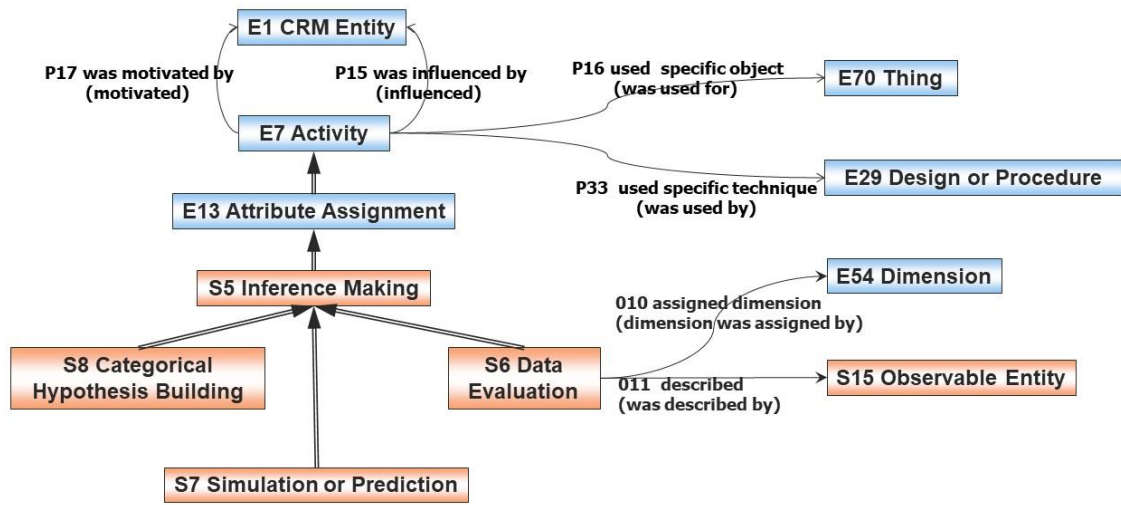 E1 CRM Entity
P17 was motivated by
(motivated)
P15 was influenced by
(influenced)
P16 used  specific object
(was used for)
E70 Thing
E7 Activity
E29 Design or Procedure
P33  used specific technique
(was used by)
E13 Attribute Assignment
E54 Dimension
S5 Inference Making
010 assigned dimension
(dimension was assigned by)
S8 Categorical
Hypothesis Building
S6 Data
Evaluation
011  described
(was described by)
S15 Observable Entity
S7 Simulation or Prediction